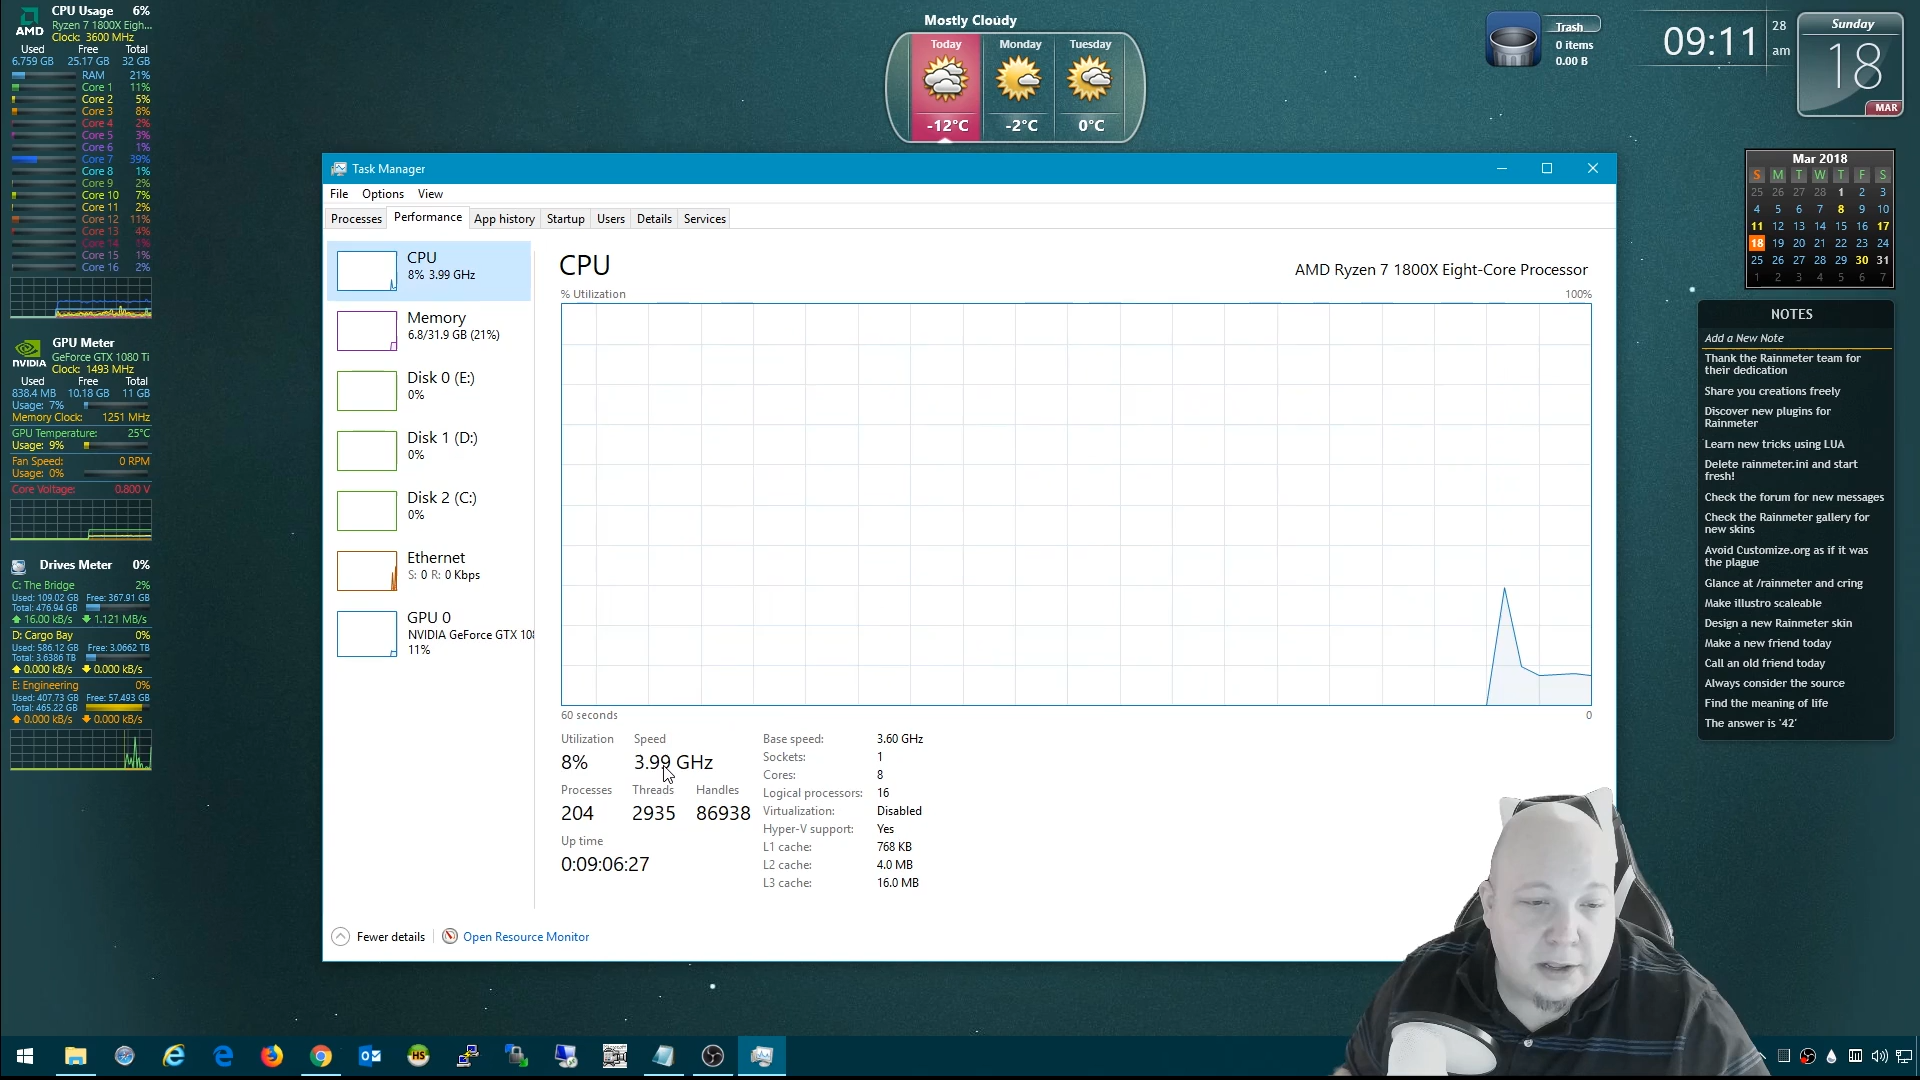 CPU Usage 6%
AMD
Ryzen 7 1800X Eigh...
Clock: 3600 MHz
Used Free Total
6.759 GB 25.17 GB 32 GB
RAM 21%
Core 1 11%
Core 2 5%
Core 3 8%
Core 4 2%
Core 5 3%
Core 6 1%
Core 7 39%
Core 8 1%
Core 9 2%
Core 10 7%
Core 11 2%
Core 12 11%
Core 13 4%
Core 14 1%
Core 15 1%
Core 16 2%
GPU Meter
NVIDIA
GeForce GTX 1080 Ti
Clock: 1493 MHz
Used Free Total
838.4 MB 10.18 GB 11 GB
Usage: 7%
Memory Clock: 1251 MHz
GPU Temperature: 25°C
Usage: 9%
Fan Speed: 0 RPM
Usage: 0%
Core Voltage: 0.800 V
Drives Meter 0%
C: The Bridge 2%
Used: 109.02 GB Free: 367.91 GB
Total: 476.94 GB
16.00 kB/s 1.121 MB/s
D: Cargo Bay 0%
Used: 586.12 GB Free: 3.0662 TB
Total: 3.6386 TB
0.000 kB/s 0.000 kB/s
E: Engineering 0%
Used: 407.73 GB Free: 57.493 GB
Total: 465.22 GB
0.000 kB/s 0.000 kB/s
Mostly Cloudy
Today Monday Tuesday
-12°C -2°C 0°C
Trash
0 items
0.00 B
09:11 28 am
Sunday
18
MAR
Mar 2018
S M T W T F S
25 26 27 28 1 2 3
4 5 6 7 8 9 10
11 12 13 14 15 16 17
18 19 20 21 22 23 24
25 26 27 28 29 30 31
1 2 3 4 5 6 7
NOTES
Add a New Note
Thank the Rainmeter team for
their dedication
Share you creations freely
Discover new plugins for
Rainmeter
Learn new tricks using LUA
Delete rainmeter.ini and start
fresh!
Check the forum for new messages
Check the Rainmeter gallery for
new skins
Avoid Customize.org as if it was
the plague
Glance at /rainmeter and cring
Make illustro scaleable
Design a new Rainmeter skin
Make a new friend today
Call an old friend today
Always consider the source
Find the meaning of life
The answer is '42'
Task Manager
File Options View
Processes Performance App history Startup Users Details Services
CPU
8% 3.99 GHz
Memory
6.8/31.9 GB (21%)
Disk 0 (E:)
0%
Disk 1 (D:)
0%
Disk 2 (C:)
0%
Ethernet
S: 0 R: 0 Kbps
GPU 0
NVIDIA GeForce GTX 108
11%
CPU
AMD Ryzen 7 1800X Eight-Core Processor
% Utilization 100%
60 seconds 0
Utilization Speed
8% 3.99 GHz
Processes Threads Handles
204 2935 86938
Up time
0:09:06:27
Base speed: 3.60 GHz
Sockets: 1
Cores: 8
Logical processors: 16
Virtualization: Disabled
Hyper-V support: Yes
L1 cache: 768 KB
L2 cache: 4.0 MB
L3 cache: 16.0 MB
Fewer details Open Resource Monitor
HS